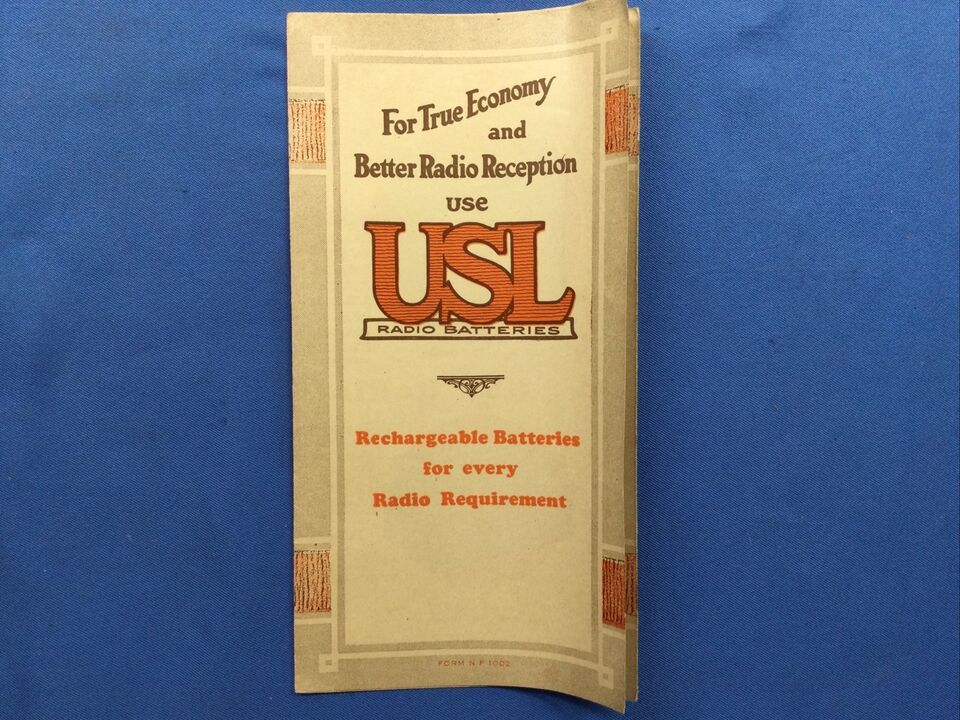 For True Economy
and
Better Radio Reception
use
USL
RADIO BATTERIES
Rechargeable Batteries
for every
Radio Requirement
FORM N F 1002